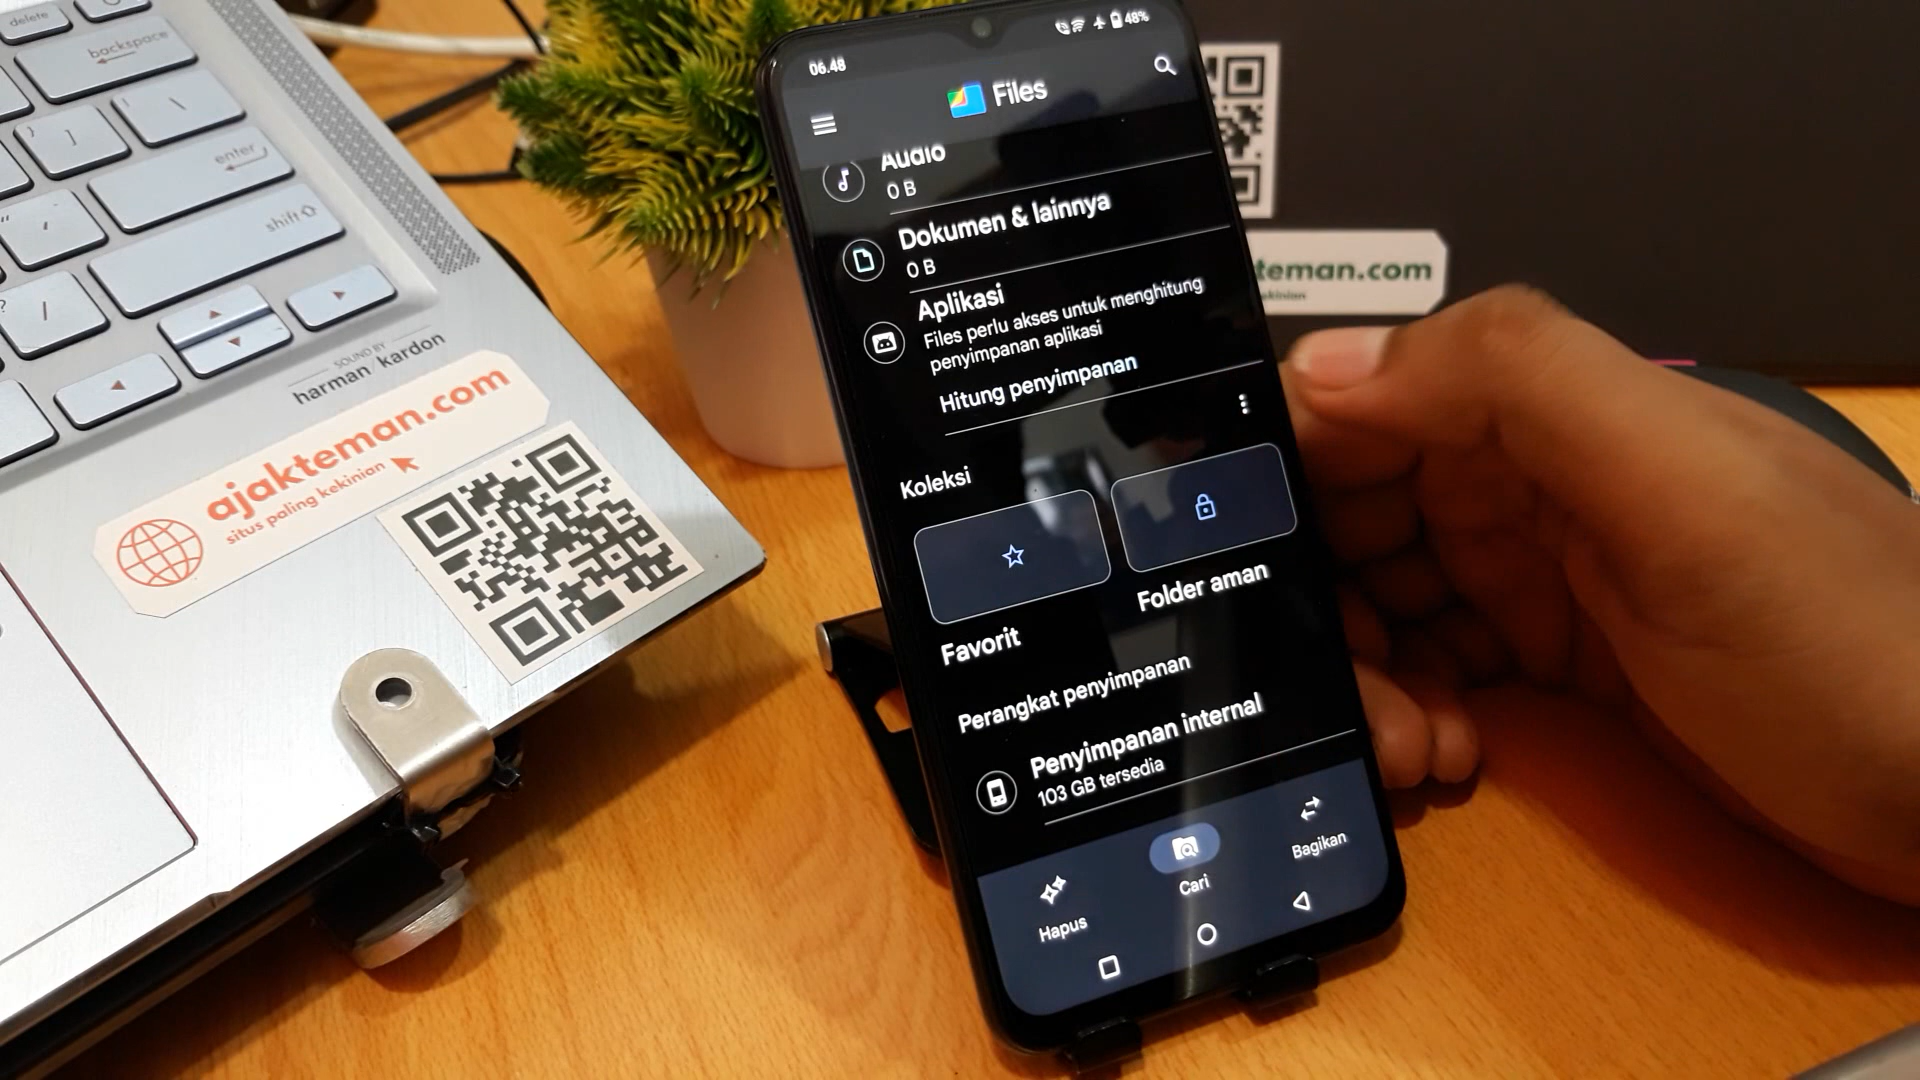 delete
backspace
enter
shift
SOUND BY
harman / kardon
ajakteman.com
situs paling kekinian
06.48
48%
Files
Audio
0 B
Dokumen & lainnya
0 B
Aplikasi
Files perlu akses untuk menghitung
penyimpanan aplikasi
Hitung penyimpanan
Koleksi
Favorit
Folder aman
Perangkat penyimpanan
Penyimpanan internal
103 GB tersedia
Hapus
Cari
Bagikan
teman.com